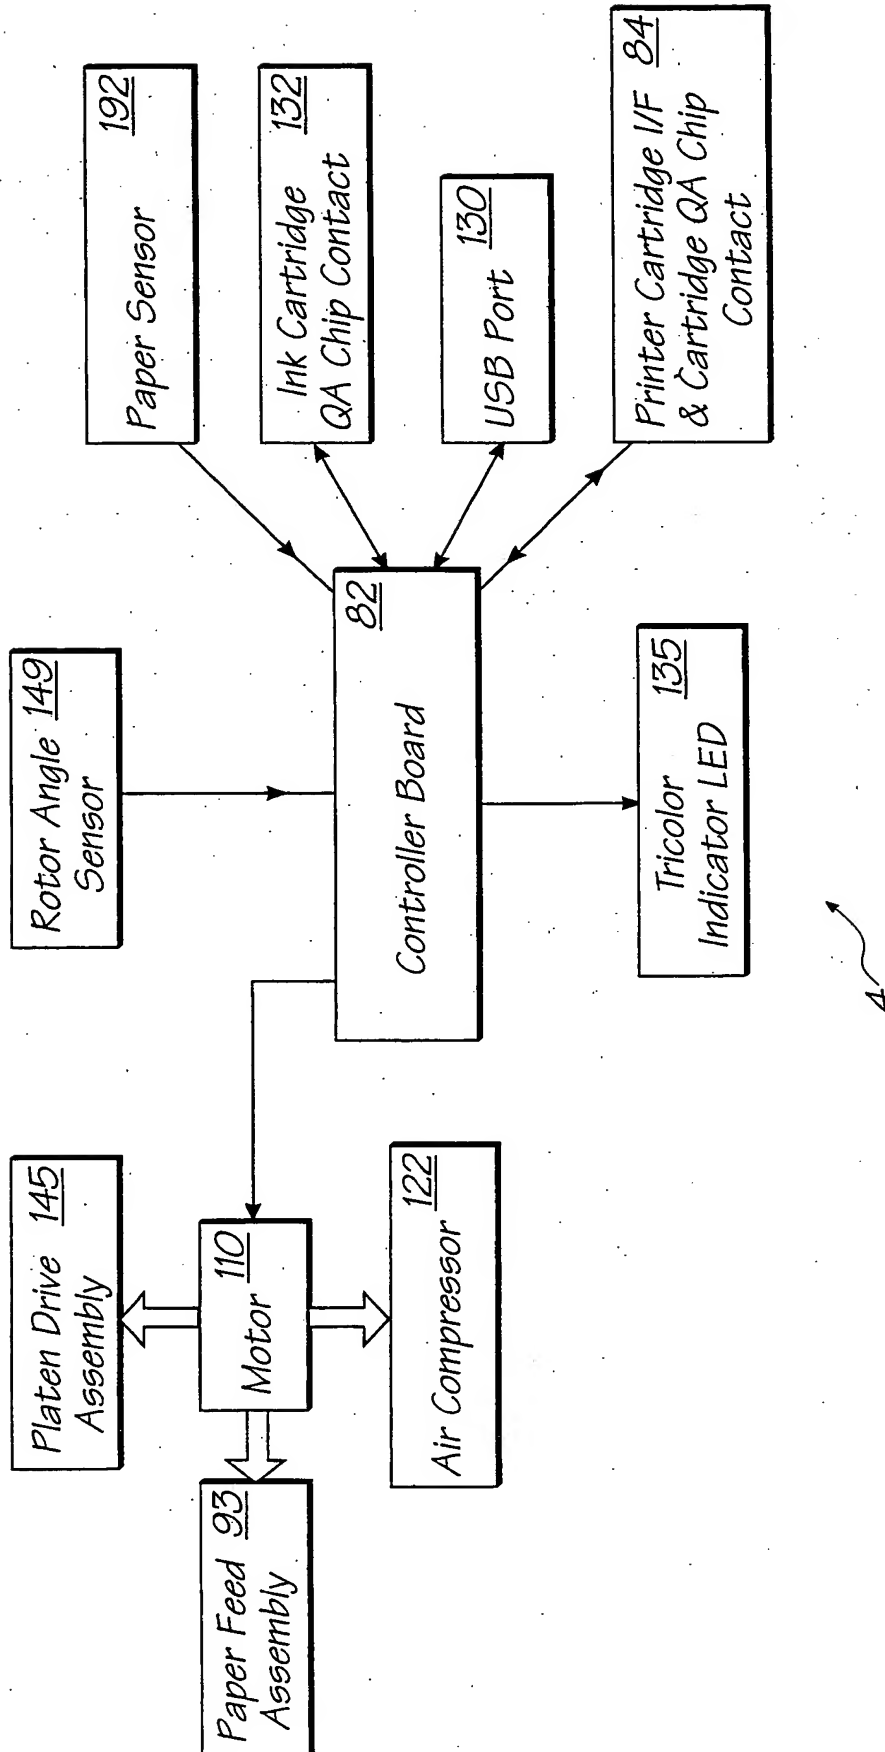 Paper Feed 93
Assembly
Platen Drive 145
Assembly
110
Motor
122
Air Compressor
Rotor Angle 149
Sensor
82
Controller Board
135
Tricolor
Indicator LED
192
Paper Sensor
132
Ink Cartridge
QA Chip Contact
130
USB Port
Printer Cartridge I/F 84
& Cartridge QA Chip
Contact
4